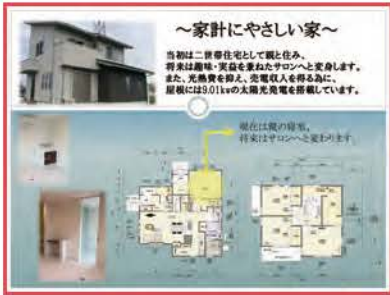 ～家計にやさしい家～
当初は二世帯住宅として親と住み、
将来は趣味・実益を兼ねたサロンへと変身します。
また、光熱費を抑え、売電収入を得る為に、
屋根には9.01kwの太陽光発電を搭載しています。
現在は親の寝室。
将来はサロンへと変わります。